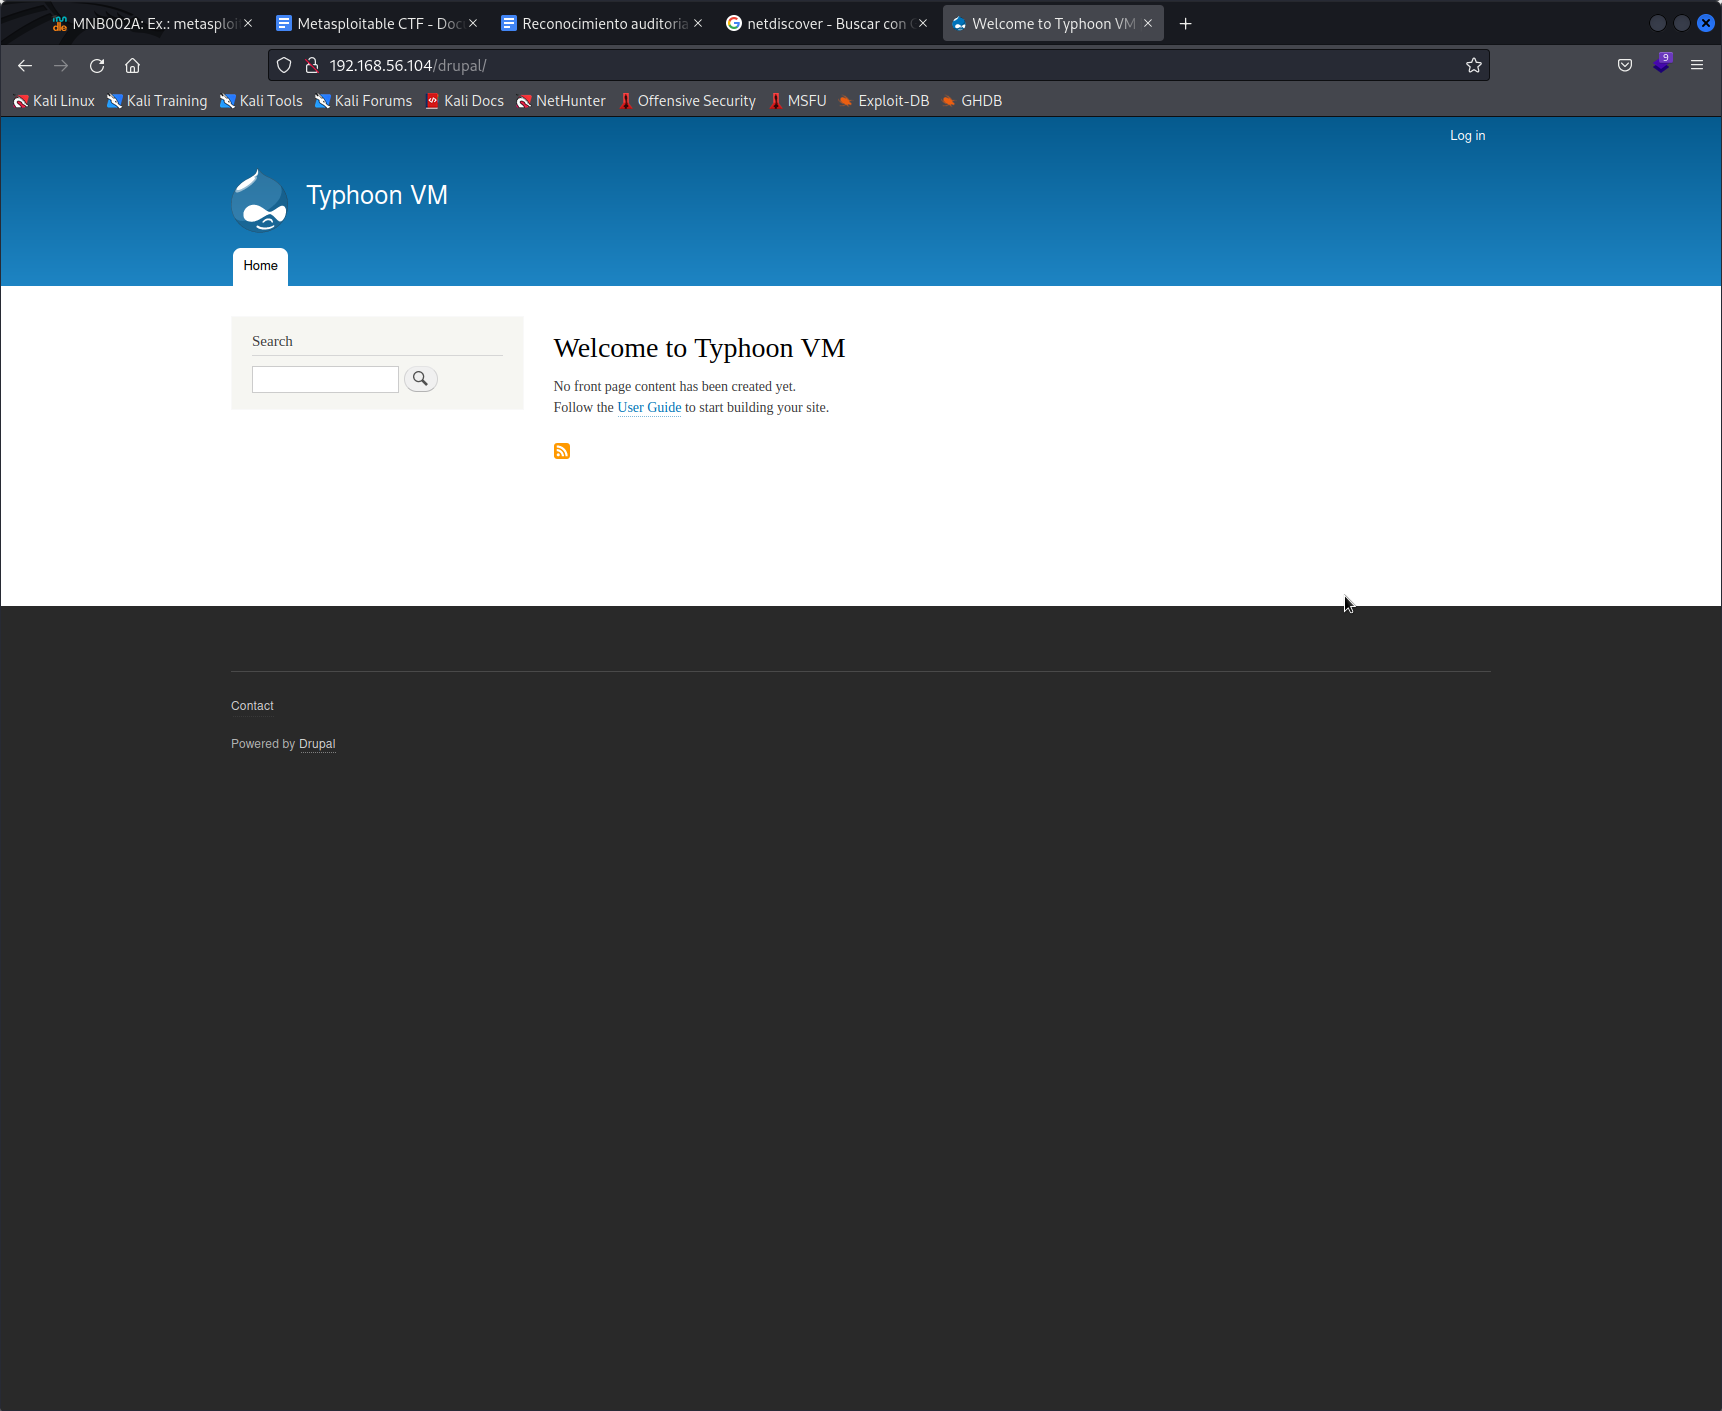 MNB002A: Ex.: metasploi
Metasploitable CTF - Doc
Reconocimiento auditoria
netdiscover - Buscar con
Welcome to Typhoon VM
192.168.56.104/drupal/
9
Kali Linux Kali Training Kali Tools Kali Forums Kali Docs NetHunter Offensive Security MSFU Exploit-DB GHDB
Log in
Typhoon VM
Home
Search
Welcome to Typhoon VM
No front page content has been created yet.
Follow the User Guide to start building your site.
Contact
Powered by Drupal